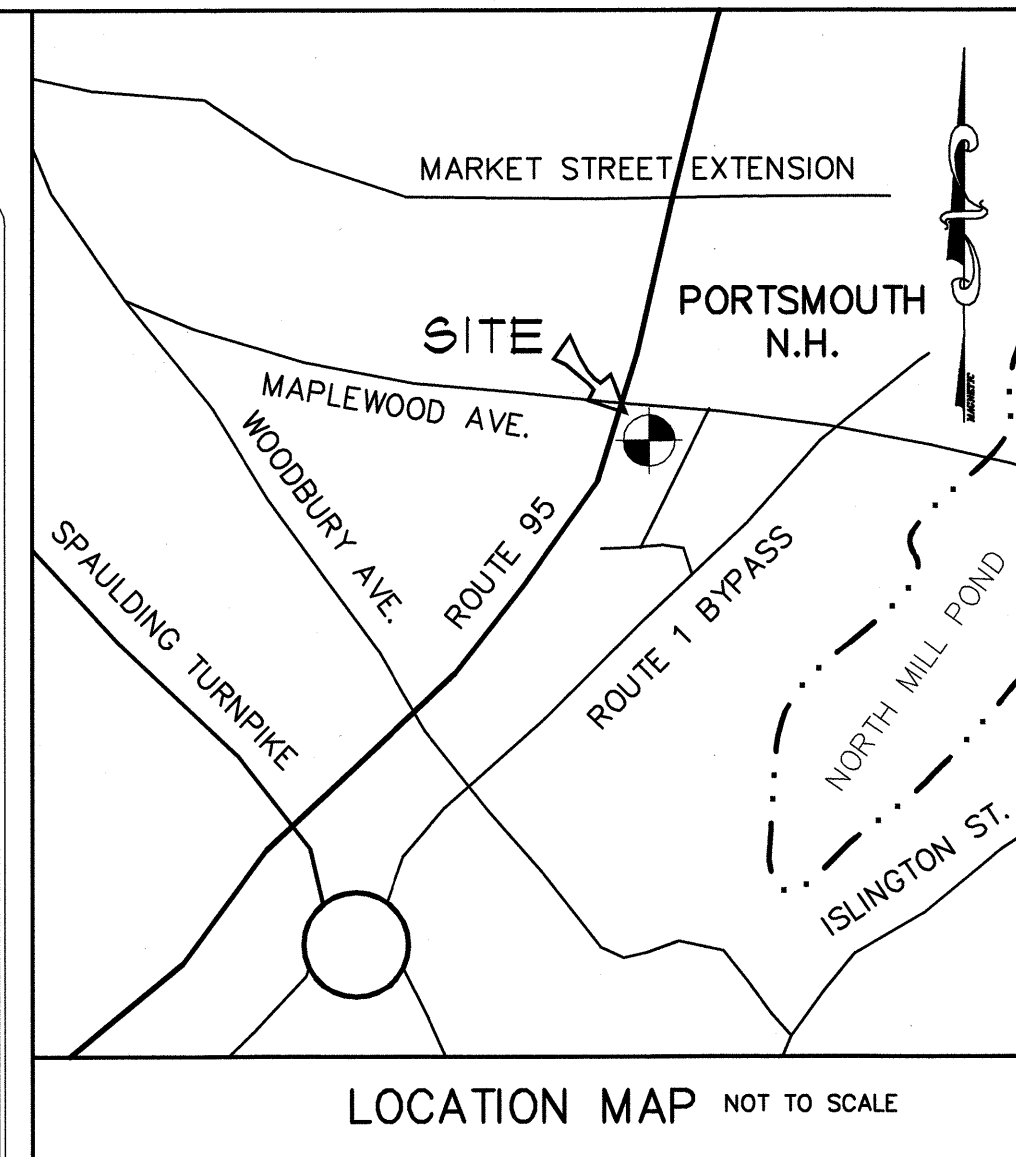 MARKET STREET EXTENSION
PORTSMOUTH
N.H.
SITE
MAGNETIC
MAPLEWOOD AVE.
WOODBURY AVE.
ROUTE 95
SPAULDING TURNPIKE
ROUTE 1 BYPASS
NORTH MILL POND
ISLINGTON ST.
LOCATION MAP NOT TO SCALE